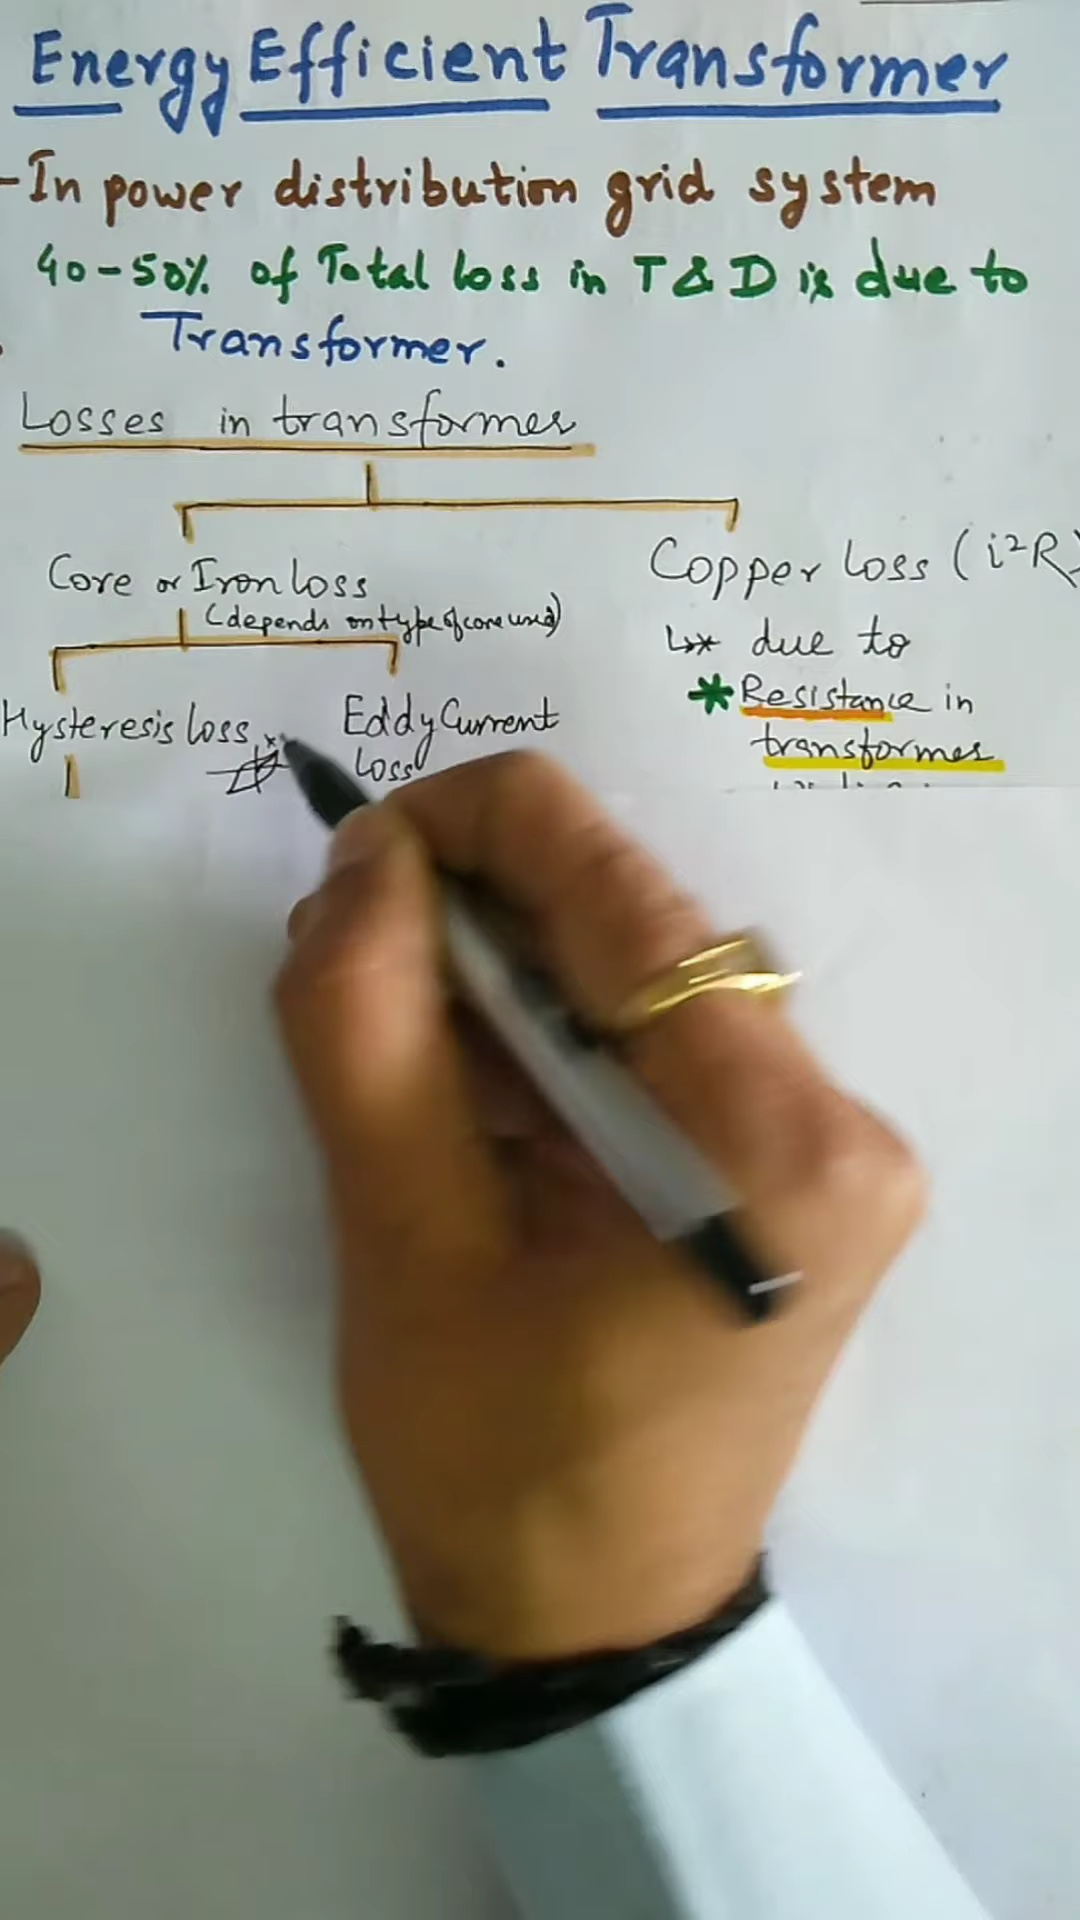 Energy Efficient Transformer
- In power distribution grid system
40-50% of Total loss in T & D is due to
Transformer.
Losses in transformer
Core or Iron loss
(depends on type of core used)
Hysteresis loss
Eddy Current
loss
Copper loss (i²R)
↳* due to
* Resistance in
transformer